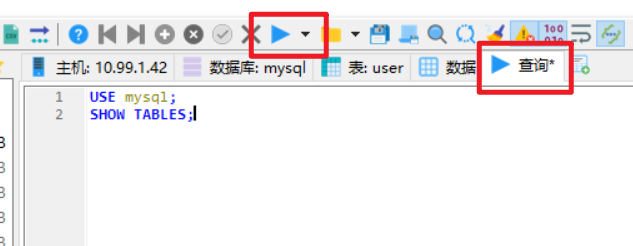 主机: 10.99.1.42 数据库: mysql 表: user 数据 查询*
1 USE mysql;
2 SHOW TABLES;